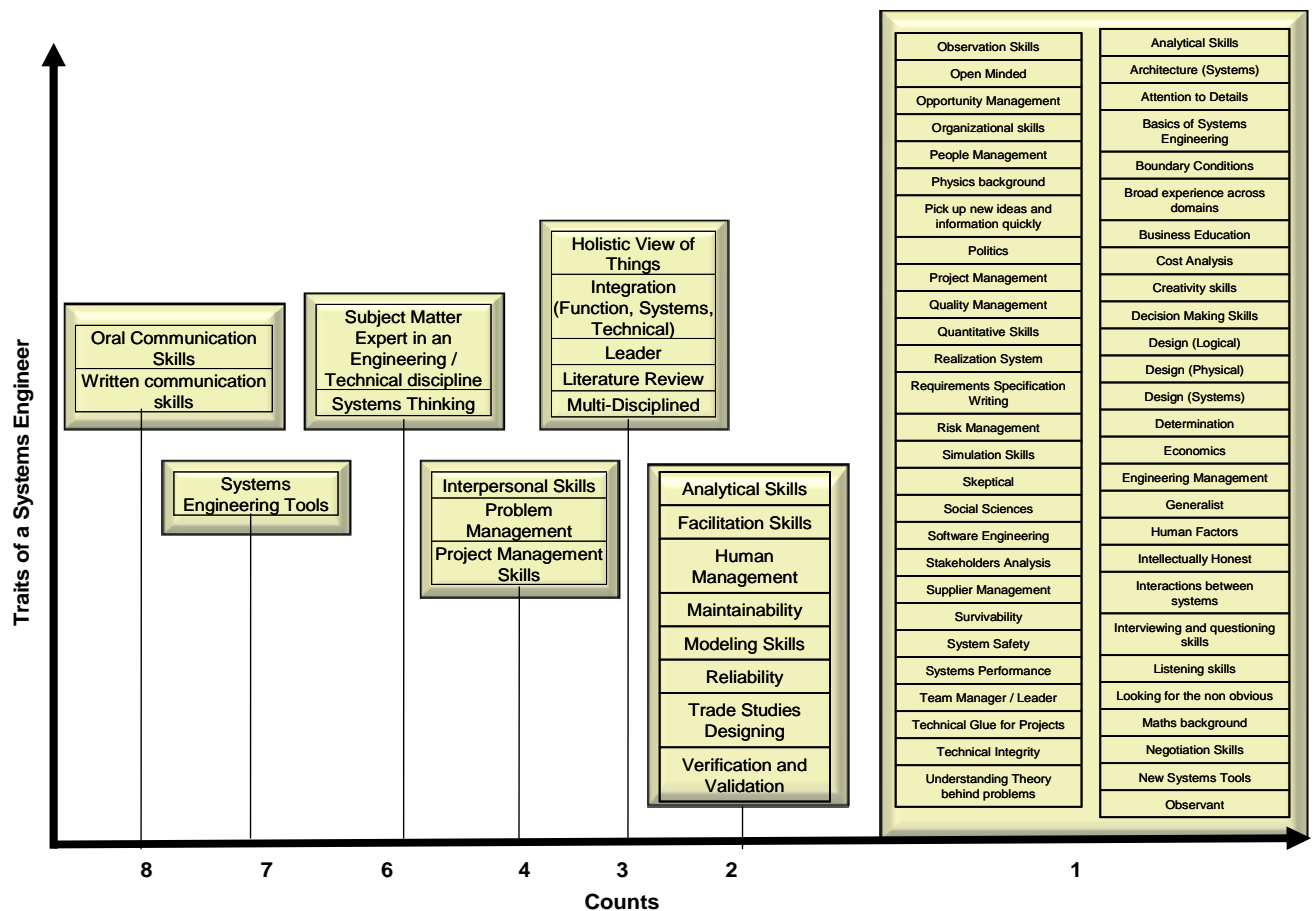 Traits of a Systems Engineer
Oral Communication
Skills
Written communication
skills
Systems
Engineering Tools
Subject Matter
Expert in an
Engineering /
Technical discipline
Systems Thinking
Interpersonal Skills
Problem
Management
Project Management
Skills
Holistic View of
Things
Integration
(Function, Systems,
Technical)
Leader
Literature Review
Multi-Disciplined
Analytical Skills
Facilitation Skills
Human
Management
Maintainability
Modeling Skills
Reliability
Trade Studies
Designing
Verification and
Validation
Observation Skills
Open Minded
Opportunity Management
Organizational skills
People Management
Physics background
Pick up new ideas and
information quickly
Politics
Project Management
Quality Management
Quantitative Skills
Realization System
Requirements Specification
Writing
Risk Management
Simulation Skills
Skeptical
Social Sciences
Software Engineering
Stakeholders Analysis
Supplier Management
Survivability
System Safety
Systems Performance
Team Manager / Leader
Technical Glue for Projects
Technical Integrity
Understanding Theory
behind problems
Analytical Skills
Architecture (Systems)
Attention to Details
Basics of Systems
Engineering
Boundary Conditions
Broad experience across
domains
Business Education
Cost Analysis
Creativity skills
Decision Making Skills
Design (Logical)
Design (Physical)
Design (Systems)
Determination
Economics
Engineering Management
Generalist
Human Factors
Intellectually Honest
Interactions between
systems
Interviewing and questioning
skills
Listening skills
Looking for the non obvious
Maths background
Negotiation Skills
New Systems Tools
Observant
8 7 6 4 3 2 1
Counts